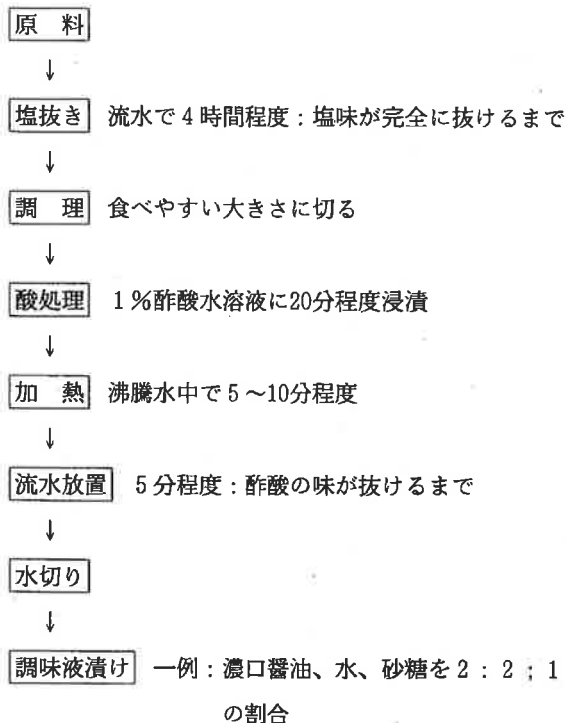 原　料
↓
塩抜き　流水で４時間程度：塩味が完全に抜けるまで
↓
調　理　食べやすい大きさに切る
↓
酸処理　１％酢酸水溶液に20分程度浸漬
↓
加　熱　沸騰水中で５～10分程度
↓
流水放置　５分程度：酢酸の味が抜けるまで
↓
水切り
↓
調味液漬け　一例：濃口醤油、水、砂糖を２：２；１
の割合